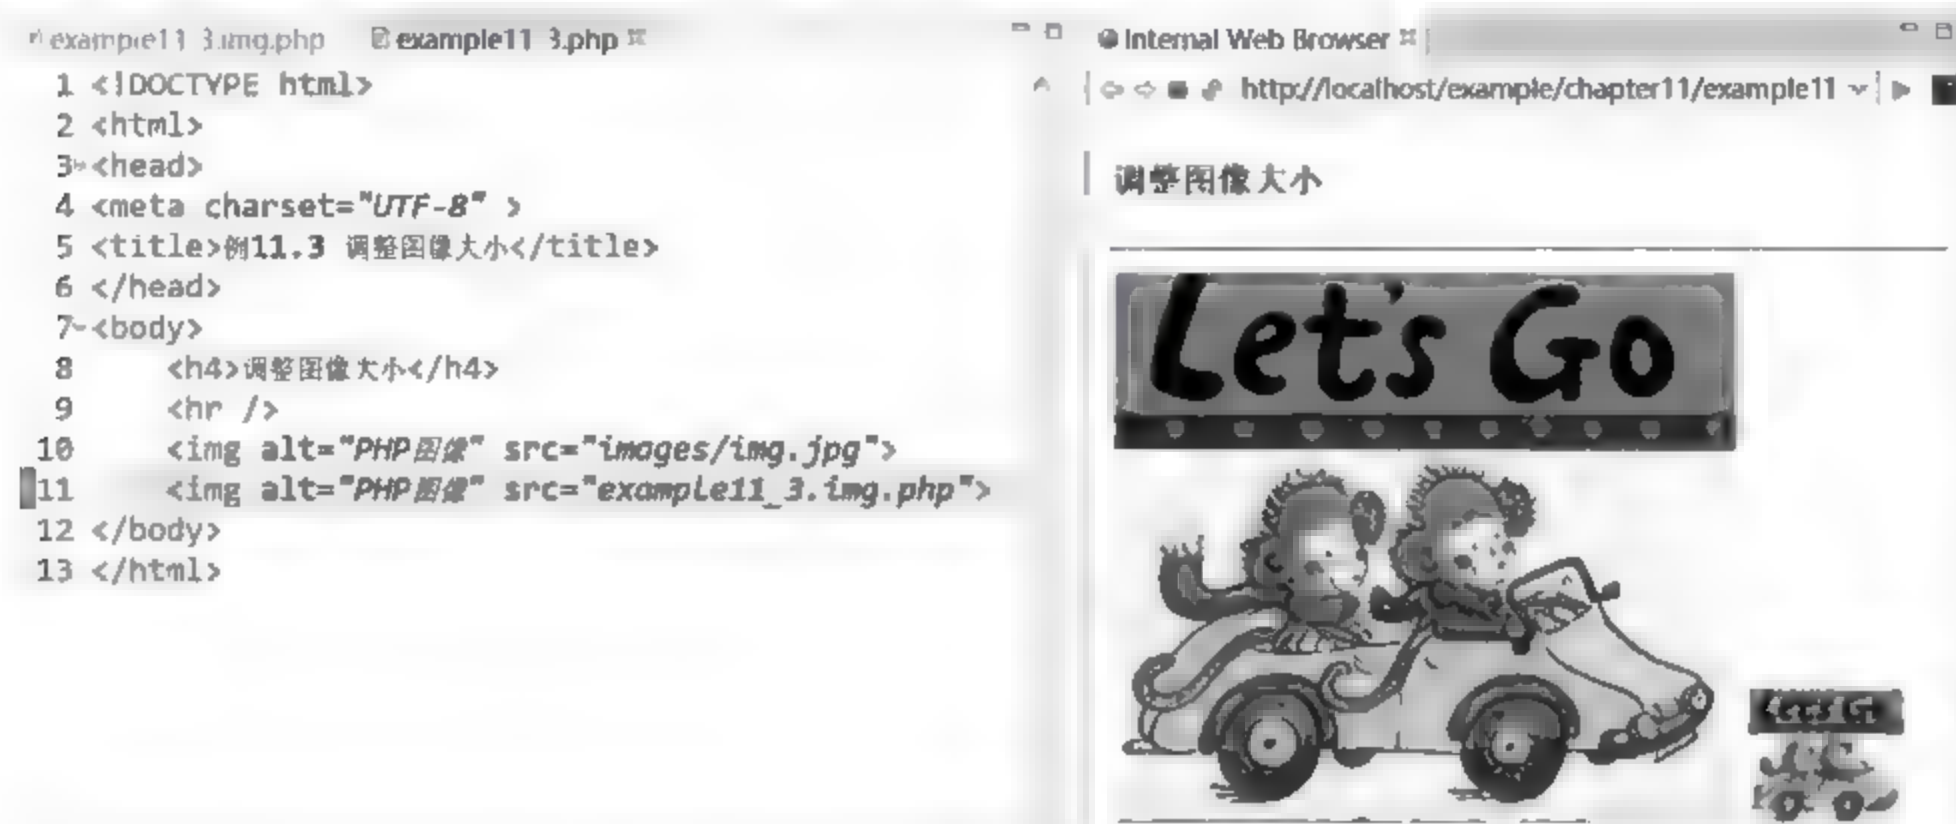 example11_3.img.php example11_3.php
1 <!DOCTYPE html>
2 <html>
3 <head>
4 <meta charset="UTF-8" >
5 <title>例11.3 调整图像大小</title>
6 </head>
7 <body>
8 <h4>调整图像大小</h4>
9 <hr />
10 <img alt="PHP图像" src="images/img.jpg">
11 <img alt="PHP图像" src="example11_3.img.php">
12 </body>
13 </html>
Internal Web Browser
http://localhost/example/chapter11/example11
调整图像大小
Let's Go
Let's Go